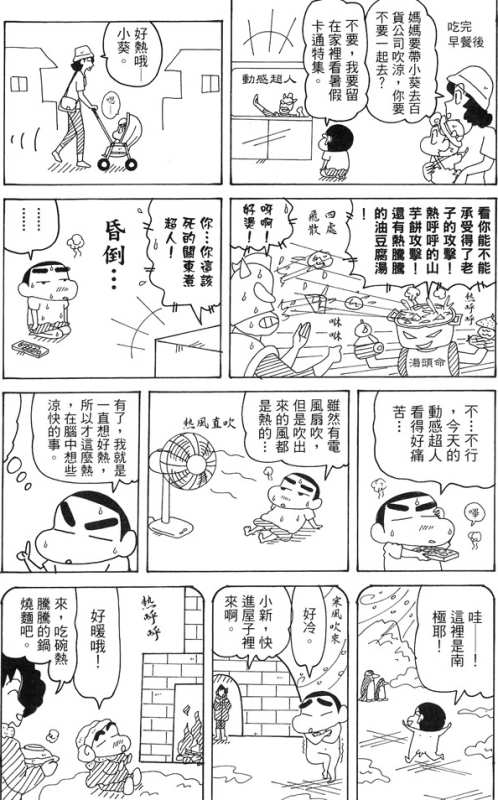 吃完
早餐後
媽媽要帶小葵去百
貨公司吹涼，你要
不要一起去？
不要，我要留
在家裡看暑假
卡通特集。
動感超人
好熱哦，
小葵。
看你能不能
承受得了老
子的攻擊！
熱呼呼的山
芋餅攻擊！
還有熱騰騰
的油豆腐湯
！
熱呼呼
湯頭命
咻
咻
四處
飛散
呀啊！
好燙！
你…你這該
死的關東煮
超人！
昏倒…
………
………
不…不行
，今天的
動感超人
看得好痛
苦…
嗶
雖然有電
風扇吹，
但是吹出
來的風都
是熱的…
熱風直吹
有了，我就是
一直想好熱，
所以才這麼熱
，在腦中想些
涼快的事。
哇——！
這裡是南
極耶！
寒風吹來
好冷。
小新，快
進屋子裡
來啊。
熱呼呼
好暖哦！
來，吃碗熱
騰騰的鍋
燒麵吧。